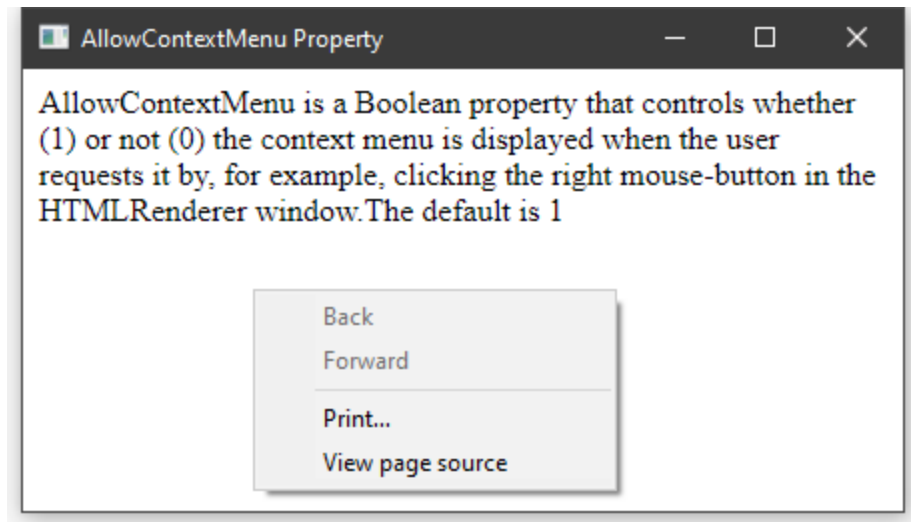 AllowContextMenu Property
AllowContextMenu is a Boolean property that controls whether
(1) or not (0) the context menu is displayed when the user
requests it by, for example, clicking the right mouse-button in the
HTMLRenderer window.The default is 1
Back
Forward
Print...
View page source